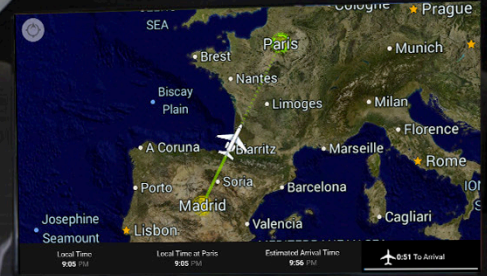 Cologne
Prague
SEA
Paris
Munich
Brest
Nantes
Biscay
Plain
Limoges
Milan
Florence
A Coruna
Biarritz
Marseille
Rome
Soria
Porto
Barcelona
Madrid
Josephine
Seamount
Lisbon
Valencia
Cagliari
Local Time
9:05 PM
Local Time at Paris
9:05 PM
Estimated Arrival Time
9:56 PM
0:51 To Arrival